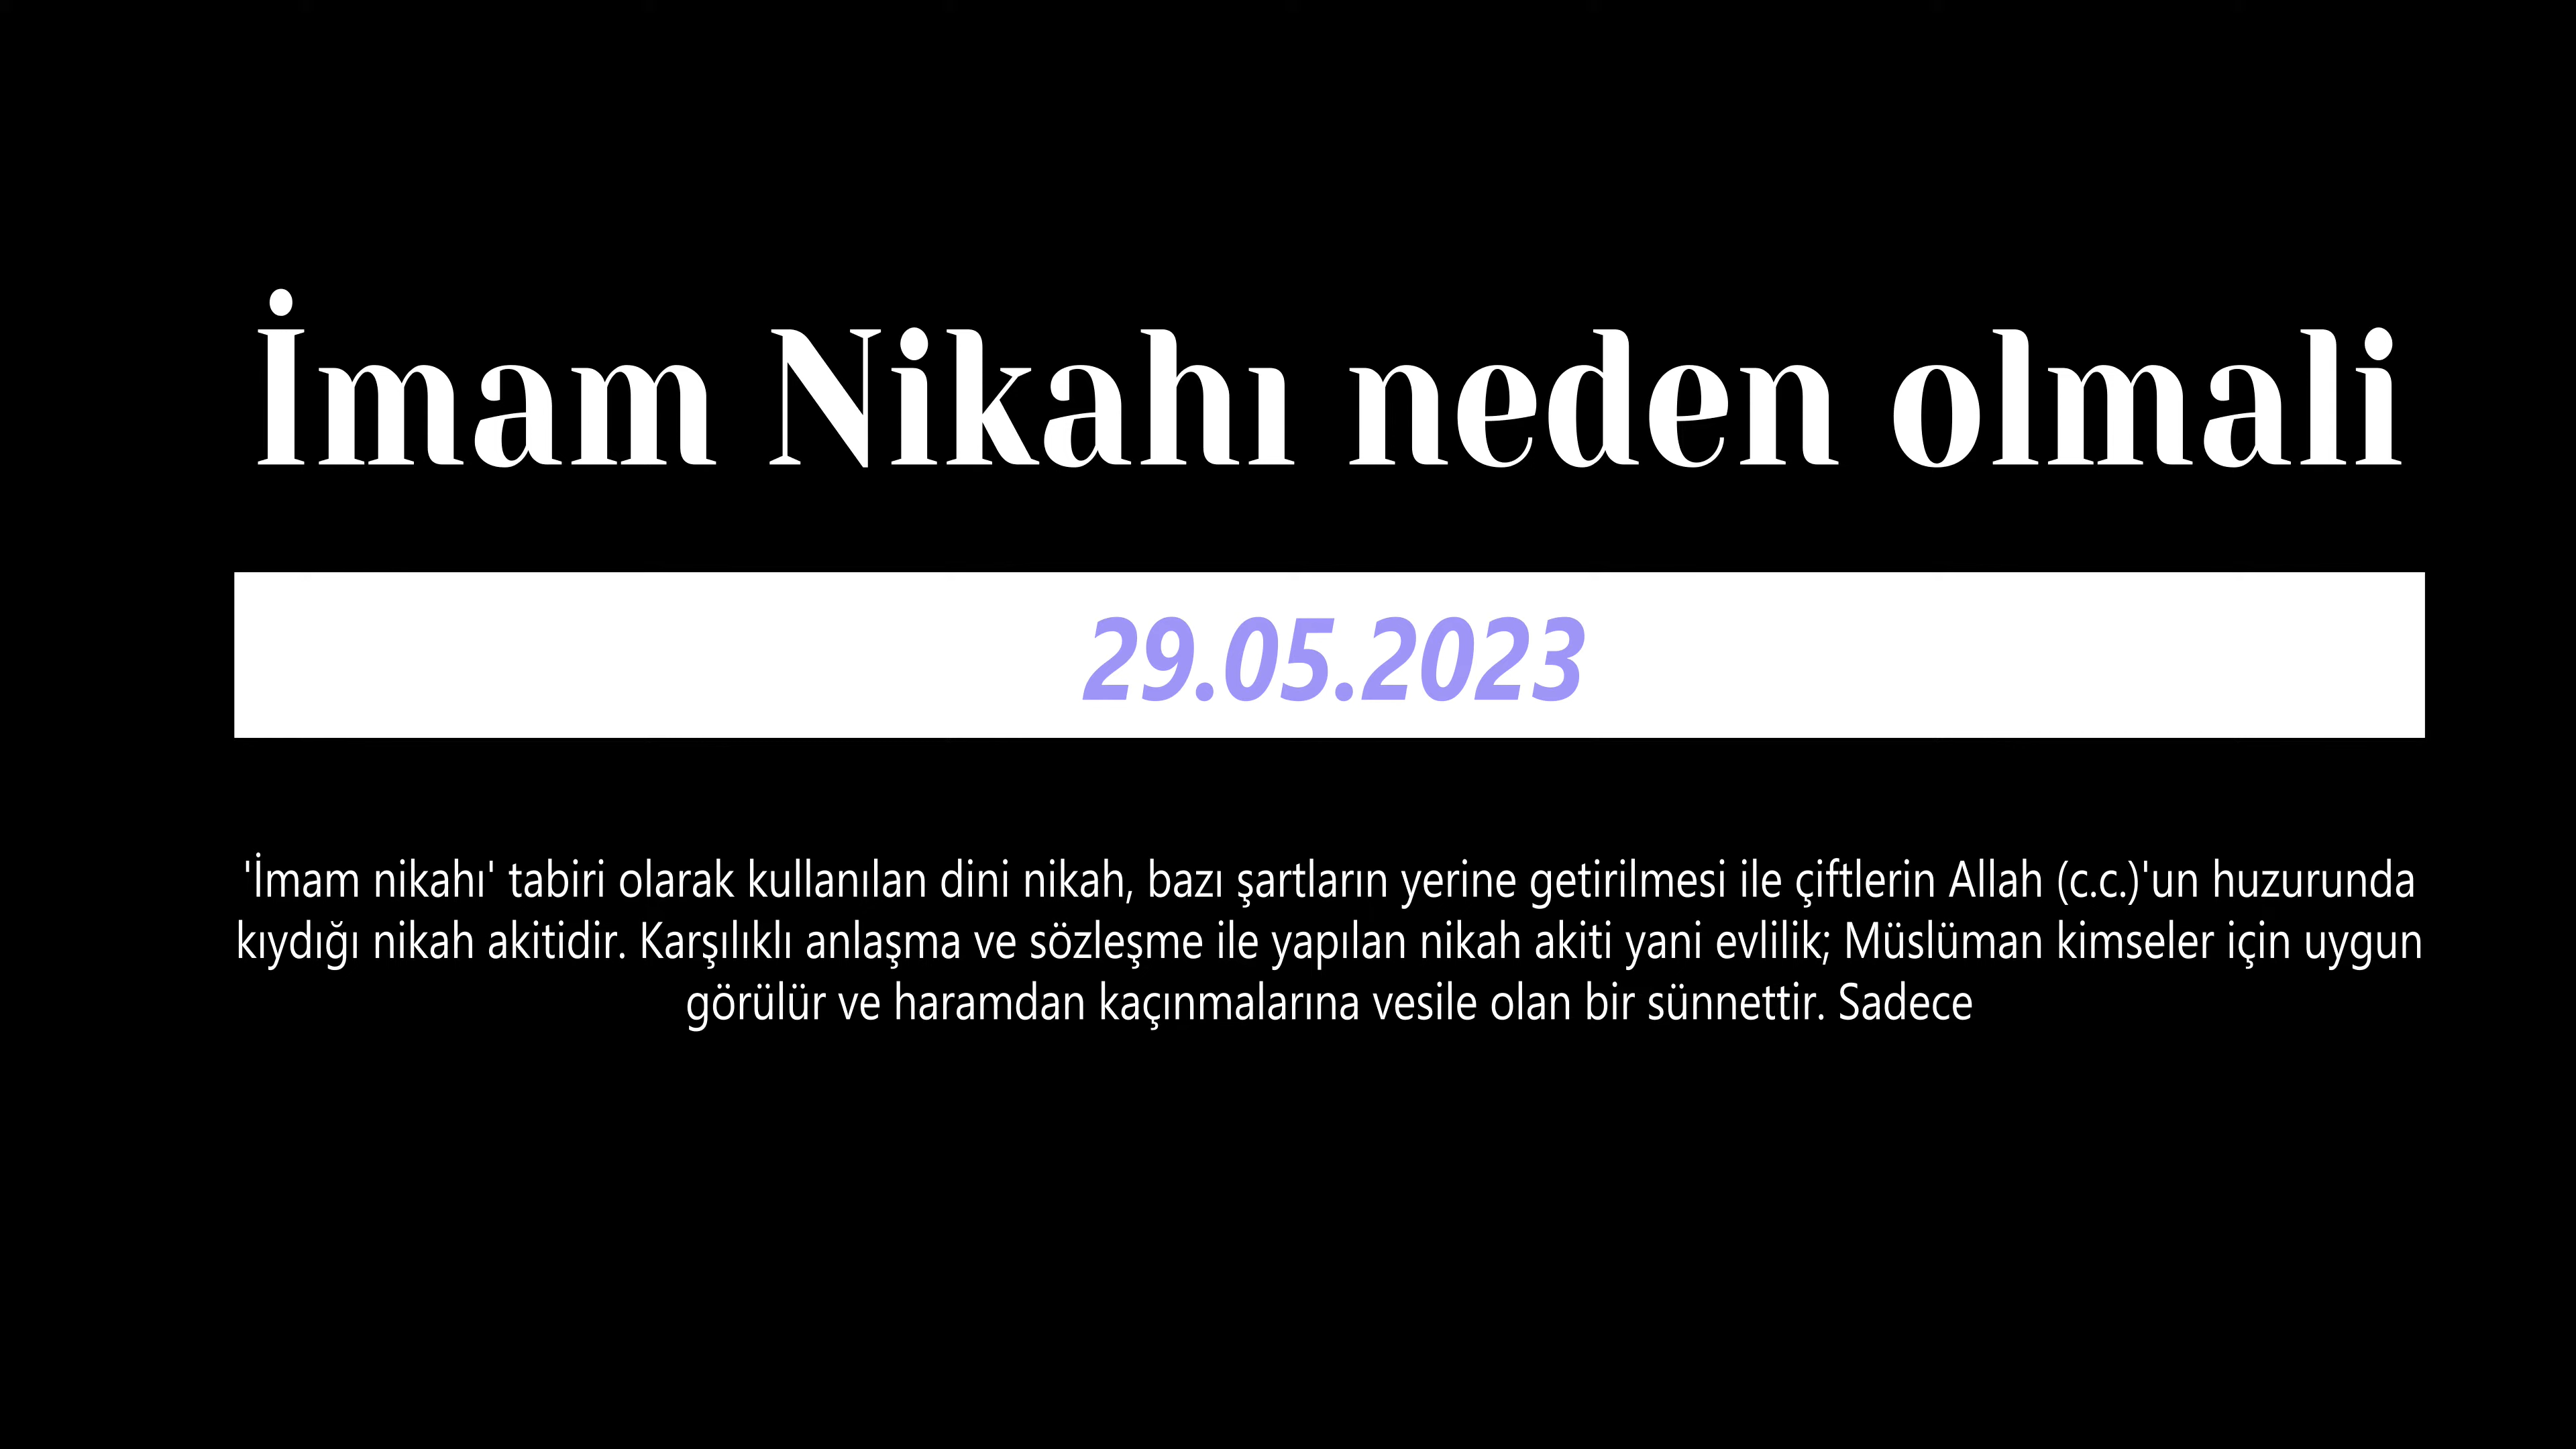 İmam Nikahı neden olmali
29.05.2023
'İmam nikahı' tabiri olarak kullanılan dini nikah, bazı şartların yerine getirilmesi ile çiftlerin Allah (c.c.)'un huzurunda
kıydığı nikah akitidir. Karşılıklı anlaşma ve sözleşme ile yapılan nikah akiti yani evlilik; Müslüman kimseler için uygun
görülür ve haramdan kaçınmalarına vesile olan bir sünnettir. Sadece